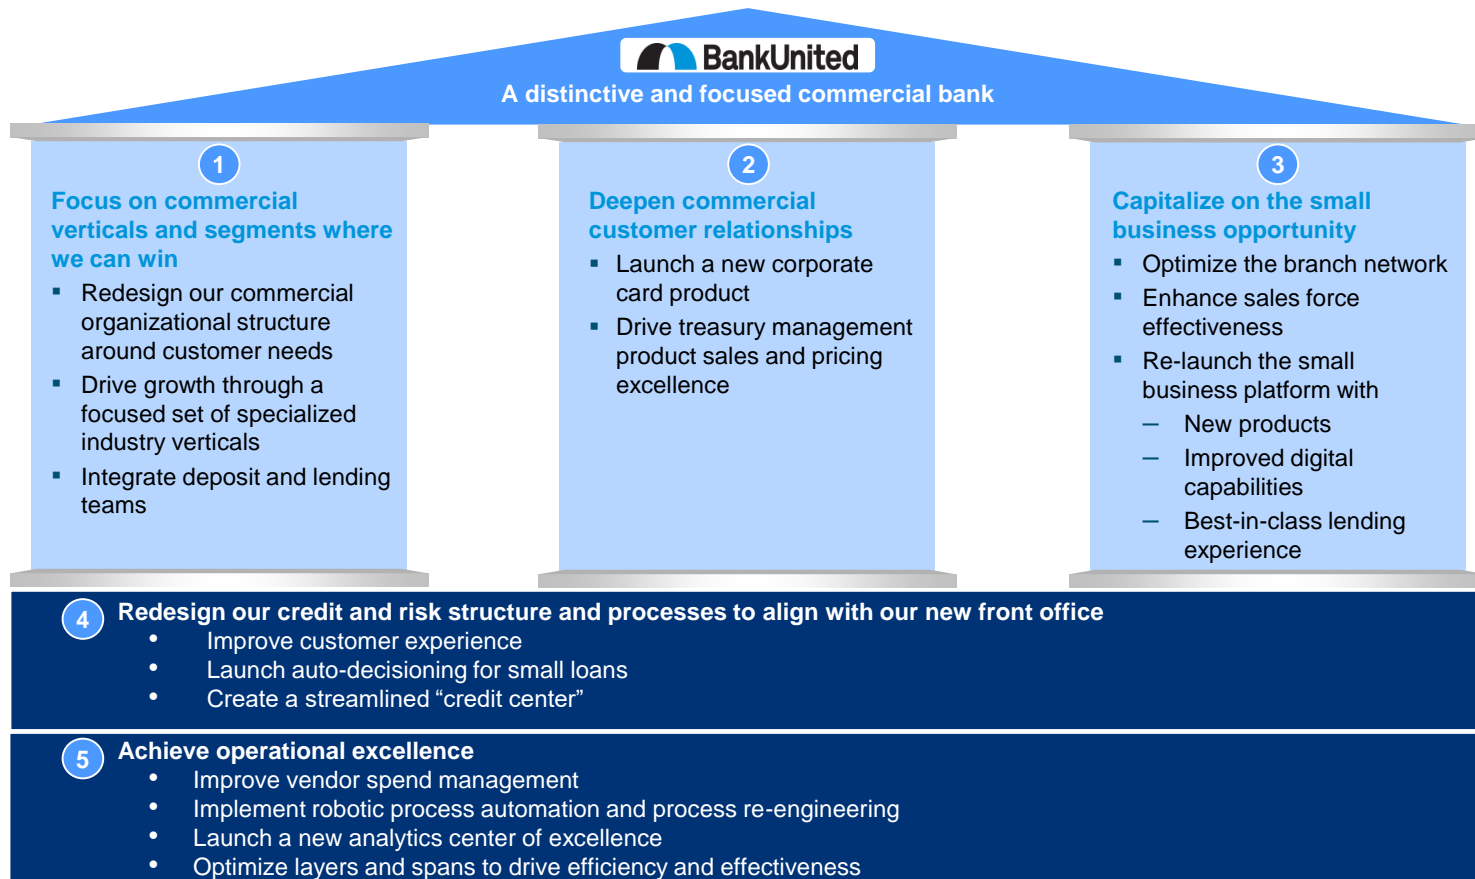 BankUnited
A distinctive and focused commercial bank
1
Focus on commercial
verticals and segments where
we can win
▪ Redesign our commercial
organizational structure
around customer needs
▪ Drive growth through a
focused set of specialized
industry verticals
▪ Integrate deposit and lending
teams
2
Deepen commercial
customer relationships
▪ Launch a new corporate
card product
▪ Drive treasury management
product sales and pricing
excellence
3
Capitalize on the small
business opportunity
▪ Optimize the branch network
▪ Enhance sales force
effectiveness
▪ Re-launch the small
business platform with
– New products
– Improved digital
capabilities
– Best-in-class lending
experience
4 Redesign our credit and risk structure and processes to align with our new front office
• Improve customer experience
• Launch auto-decisioning for small loans
• Create a streamlined “credit center”
5 Achieve operational excellence
• Improve vendor spend management
• Implement robotic process automation and process re-engineering
• Launch a new analytics center of excellence
• Optimize layers and spans to drive efficiency and effectiveness